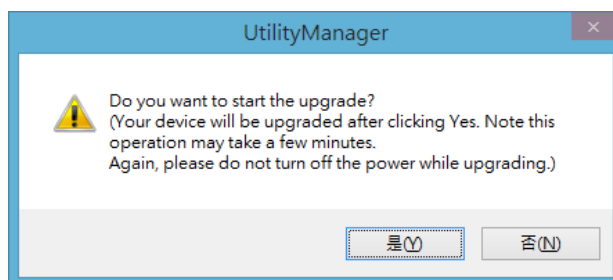 UtilityManager
Do you want to start the upgrade?
(Your device will be upgraded after clicking Yes. Note this
operation may take a few minutes.
Again, please do not turn off the power while upgrading.)
是(Y) 否(N)